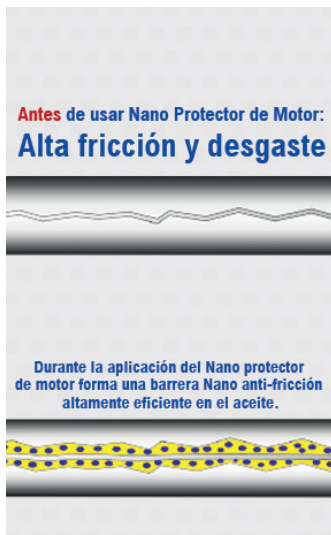 Antes de usar Nano Protector de Motor:
Alta fricción y desgaste
Durante la aplicación del Nano protector
de motor forma una barrera Nano anti-fricción
altamente eficiente en el aceite.